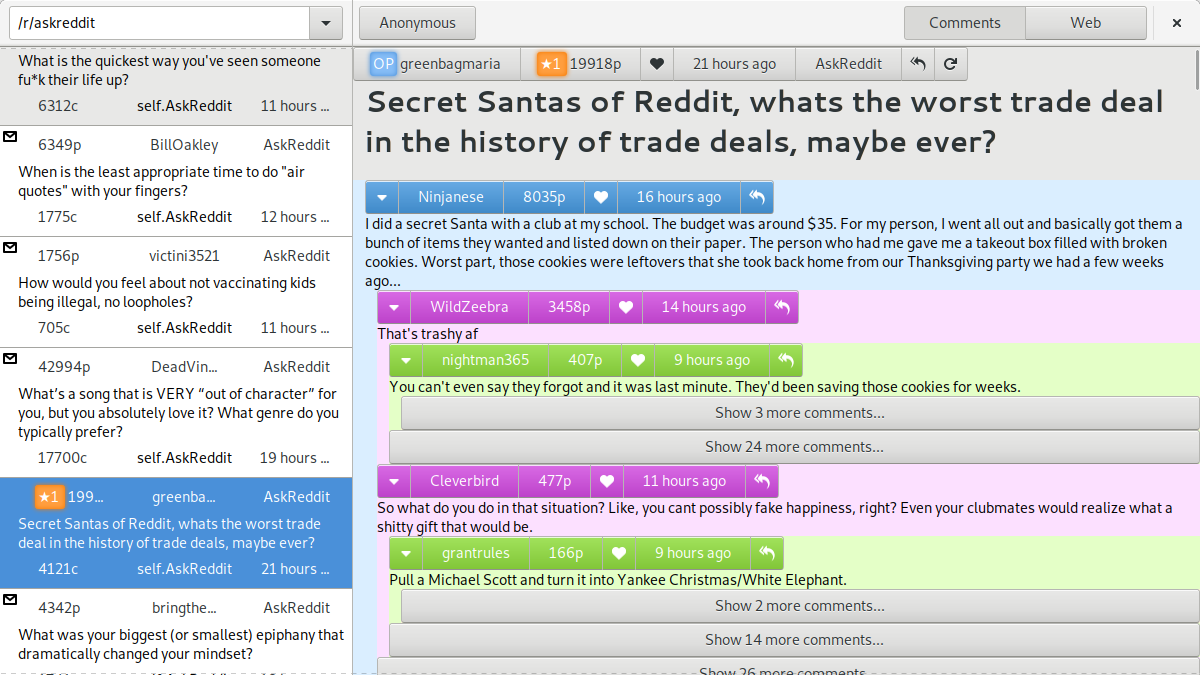 /r/askreddit
Anonymous
Comments
Web
What is the quickest way you've seen someone
fu*k their life up?
6312c self.AskReddit 11 hours ...
6349p BillOakley AskReddit
When is the least appropriate time to do "air
quotes" with your fingers?
1775c self.AskReddit 12 hours ...
1756p victini3521 AskReddit
How would you feel about not vaccinating kids
being illegal, no loopholes?
705c self.AskReddit 11 hours ...
42994p DeadVin... AskReddit
What’s a song that is VERY “out of character” for
you, but you absolutely love it? What genre do you
typically prefer?
17700c self.AskReddit 19 hours ...
★1 199... greenba... AskReddit
Secret Santas of Reddit, whats the worst trade
deal in the history of trade deals, maybe ever?
4121c self.AskReddit 21 hours ...
4342p bringthe... AskReddit
What was your biggest (or smallest) epiphany that
dramatically changed your mindset?
OP greenbagmaria ★1 19918p 21 hours ago AskReddit
Secret Santas of Reddit, whats the worst trade deal
in the history of trade deals, maybe ever?
Ninjanese 8035p 16 hours ago
I did a secret Santa with a club at my school. The budget was around $35. For my person, I went all out and basically got them a
bunch of items they wanted and listed down on their paper. The person who had me gave me a takeout box filled with broken
cookies. Worst part, those cookies were leftovers that she took back home from our Thanksgiving party we had a few weeks
ago...
WildZeebra 3458p 14 hours ago
That's trashy af
nightman365 407p 9 hours ago
You can't even say they forgot and it was last minute. They'd been saving those cookies for weeks.
Show 3 more comments...
Show 24 more comments...
Cleverbird 477p 11 hours ago
So what do you do in that situation? Like, you cant possibly fake happiness, right? Even your clubmates would realize what a
shitty gift that would be.
grantrules 166p 9 hours ago
Pull a Michael Scott and turn it into Yankee Christmas/White Elephant.
Show 2 more comments...
Show 14 more comments...
Show 26 more comments...